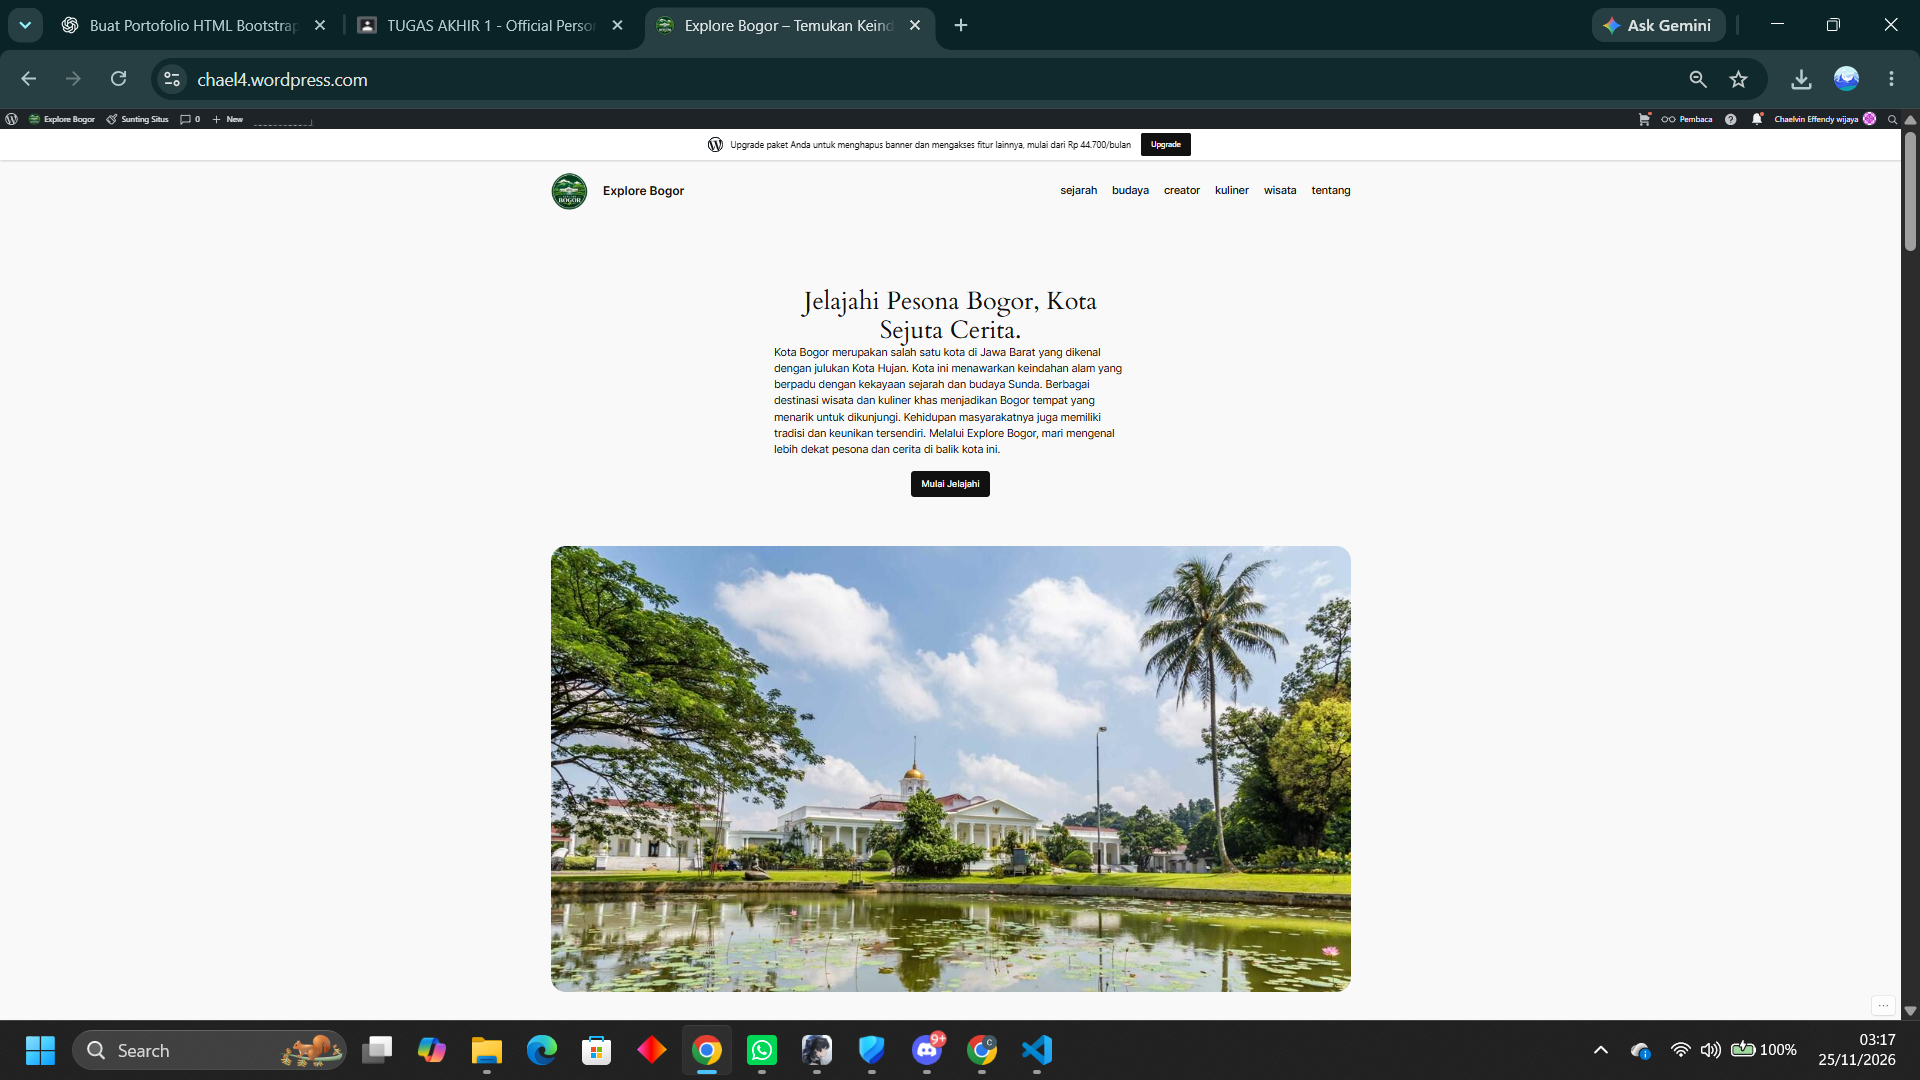 Buat Portofolio HTML Bootstrap
TUGAS AKHIR 1 - Official Perso
Explore Bogor – Temukan Keind
Ask Gemini
chael4.wordpress.com
Explore Bogor
Sunting Situs
0
New
Pembaca
Chaelvin Effendy wijaya
Upgrade paket Anda untuk menghapus banner dan mengakses fitur lainnya, mulai dari Rp 44.700/bulan
Upgrade
BOGOR
Explore Bogor
sejarah
budaya
creator
kuliner
wisata
tentang
Jelajahi Pesona Bogor, Kota
Sejuta Cerita.
Kota Bogor merupakan salah satu kota di Jawa Barat yang dikenal
dengan julukan Kota Hujan. Kota ini menawarkan keindahan alam yang
berpadu dengan kekayaan sejarah dan budaya Sunda. Berbagai
destinasi wisata dan kuliner khas menjadikan Bogor tempat yang
menarik untuk dikunjungi. Kehidupan masyarakatnya juga memiliki
tradisi dan keunikan tersendiri. Melalui Explore Bogor, mari mengenal
lebih dekat pesona dan cerita di balik kota ini.
Mulai Jelajahi
Search
9+
C
100%
03:17
25/11/2026